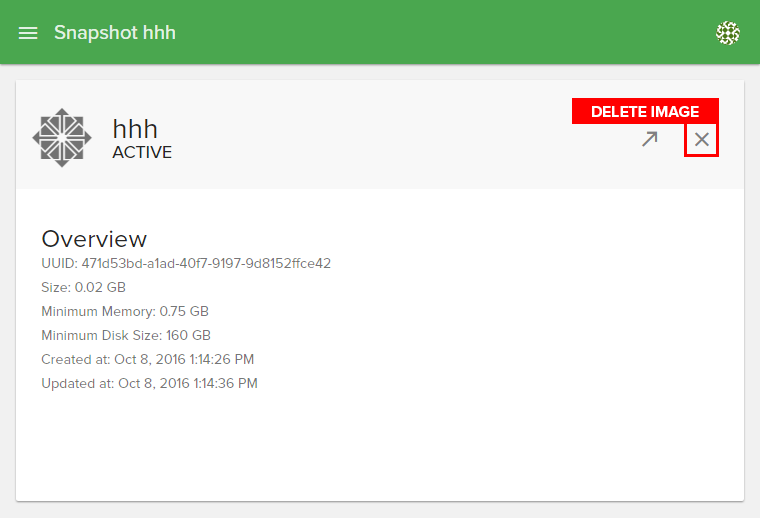 Snapshot hhh
DELETE IMAGE
hhh
ACTIVE
Overview
UUID: 471d53bd-a1ad-40f7-9197-9d8152ffce42
Size: 0.02 GB
Minimum Memory: 0.75 GB
Minimum Disk Size: 160 GB
Created at: Oct 8, 2016 1:14:26 PM
Updated at: Oct 8, 2016 1:14:36 PM